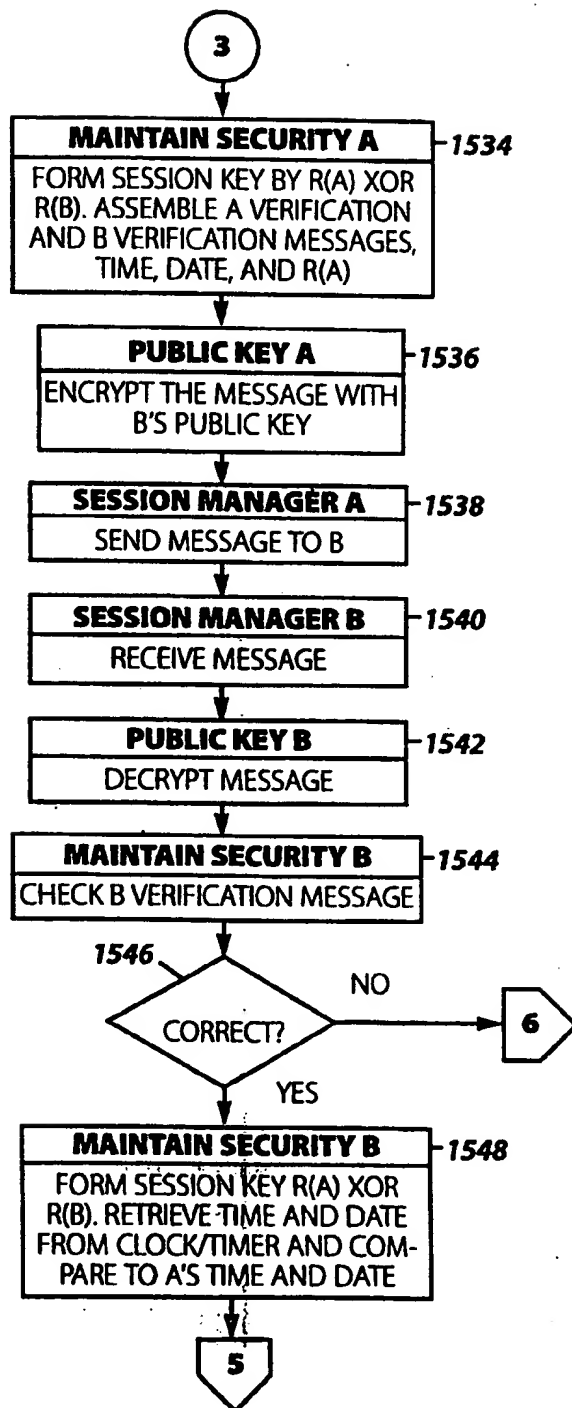 3
MAINTAIN SECURITY A
1534
FORM SESSION KEY BY R(A) XOR
R(B). ASSEMBLE A VERIFICATION
AND B VERIFICATION MESSAGES,
TIME, DATE, AND R(A)
PUBLIC KEY A
1536
ENCRYPT THE MESSAGE WITH
B'S PUBLIC KEY
SESSION MANAGER A
1538
SEND MESSAGE TO B
SESSION MANAGER B
1540
RECEIVE MESSAGE
PUBLIC KEY B
1542
DECRYPT MESSAGE
MAINTAIN SECURITY B
1544
CHECK B VERIFICATION MESSAGE
1546
CORRECT?
NO
6
YES
MAINTAIN SECURITY B
1548
FORM SESSION KEY R(A) XOR
R(B). RETRIEVE TIME AND DATE
FROM CLOCK/TIMER AND COM-
PARE TO A'S TIME AND DATE
5